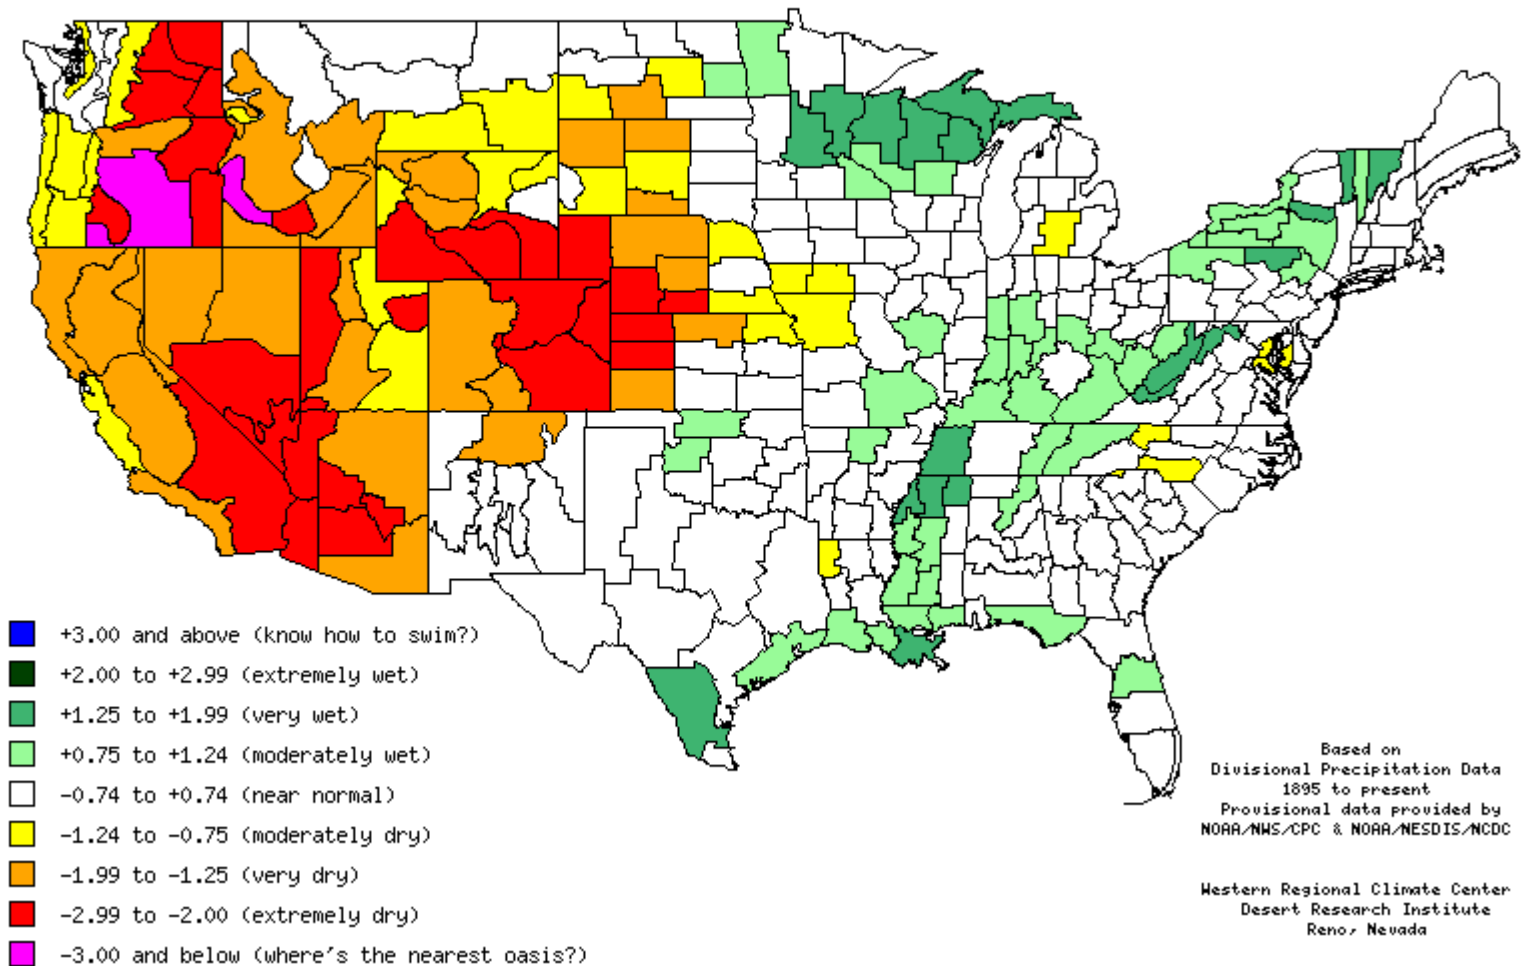 +3.00 and above (know how to swim?)
+2.00 to +2.99 (extremely wet)
+1.25 to +1.99 (very wet)
+0.75 to +1.24 (moderately wet)
-0.74 to +0.74 (near normal)
-1.24 to -0.75 (moderately dry)
-1.99 to -1.25 (very dry)
-2.99 to -2.00 (extremely dry)
-3.00 and below (where's the nearest oasis?)
Based on
Divisional Precipitation Data
1895 to present
Provisional data provided by
NOAA/NWS/CPC & NOAA/NESDIS/NCDC
Western Regional Climate Center
Desert Research Institute
Reno, Nevada